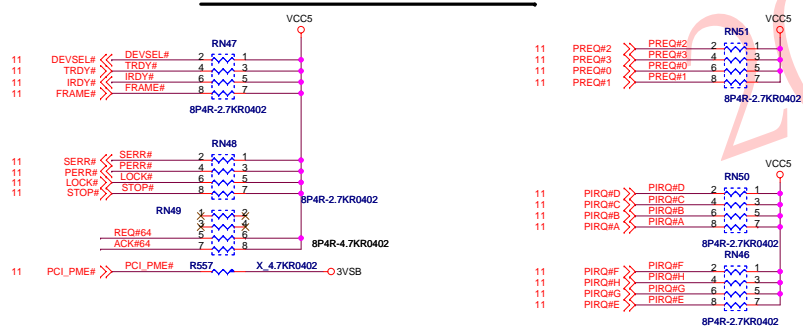 VCC5
RN47
11 DEVSEL# DEVSEL# 2 1
11 TRDY# TRDY# 4 3
11 IRDY# IRDY# 6 5
11 FRAME# FRAME# 8 7
8P4R-2.7KR0402
RN48
11 SERR# SERR# 2 1
11 PERR# PERR# 4 3
11 LOCK# LOCK# 6 5
11 STOP# STOP# 8 7
8P4R-2.7KR0402
RN49
1 2
3 4
REQ#64 5 6
ACK#64 7 8
8P4R-4.7KR0402
11 PCI_PME# PCI_PME# R557 X_4.7KR0402 3VSB
VCC5
RN51
11 PREQ#2 PREQ#2 2 1
11 PREQ#3 PREQ#3 4 3
11 PREQ#0 PREQ#0 6 5
11 PREQ#1 PREQ#1 8 7
8P4R-2.7KR0402
VCC5
RN50
11 PIRQ#D PIRQ#D 2 1
11 PIRQ#C PIRQ#C 4 3
11 PIRQ#B PIRQ#B 6 5
11 PIRQ#A PIRQ#A 8 7
8P4R-2.7KR0402
RN46
11 PIRQ#F PIRQ#F 2 1
11 PIRQ#H PIRQ#H 4 3
11 PIRQ#G PIRQ#G 6 5
11 PIRQ#E PIRQ#E 8 7
8P4R-2.7KR0402